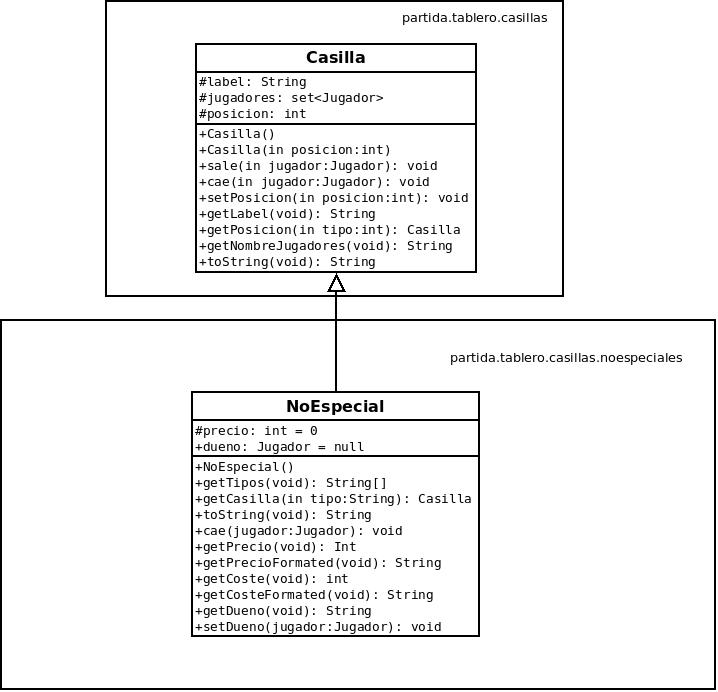 partida.tablero.casillas
Casilla
#label: String
#jugadores: set<Jugador>
#posicion: int
+Casilla()
+Casilla(in posicion:int)
+sale(in jugador:Jugador): void
+cae(in jugador:Jugador): void
+setPosicion(in posicion:int): void
+getLabel(void): String
+getPosicion(in tipo:int): Casilla
+getNombreJugadores(void): String
+toString(void): String
partida.tablero.casillas.noespeciales
NoEspecial
#precio: int = 0
+dueno: Jugador = null
+NoEspecial()
+getTipos(void): String[]
+getCasilla(in tipo:String): Casilla
+toString(void): String
+cae(jugador:Jugador): void
+getPrecio(void): Int
+getPrecioFormated(void): String
+getCoste(void): int
+getCosteFormated(void): String
+getDueno(void): String
+setDueno(jugador:Jugador): void